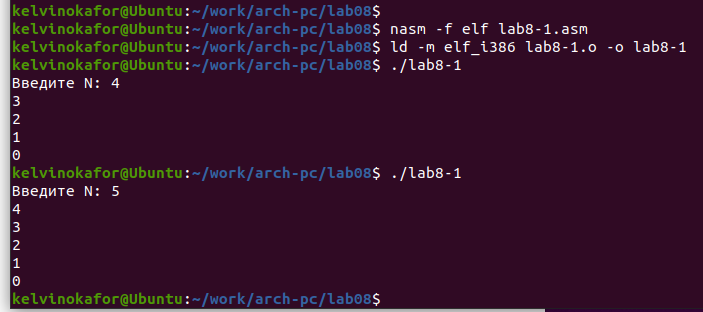 kelvinokafor@Ubuntu:~/work/arch-pc/lab08$
kelvinokafor@Ubuntu:~/work/arch-pc/lab08$ nasm -f elf lab8-1.asm
kelvinokafor@Ubuntu:~/work/arch-pc/lab08$ ld -m elf_i386 lab8-1.o -o lab8-1
kelvinokafor@Ubuntu:~/work/arch-pc/lab08$ ./lab8-1
Введите N: 4
3
2
1
0
kelvinokafor@Ubuntu:~/work/arch-pc/lab08$ ./lab8-1
Введите N: 5
4
3
2
1
0
kelvinokafor@Ubuntu:~/work/arch-pc/lab08$